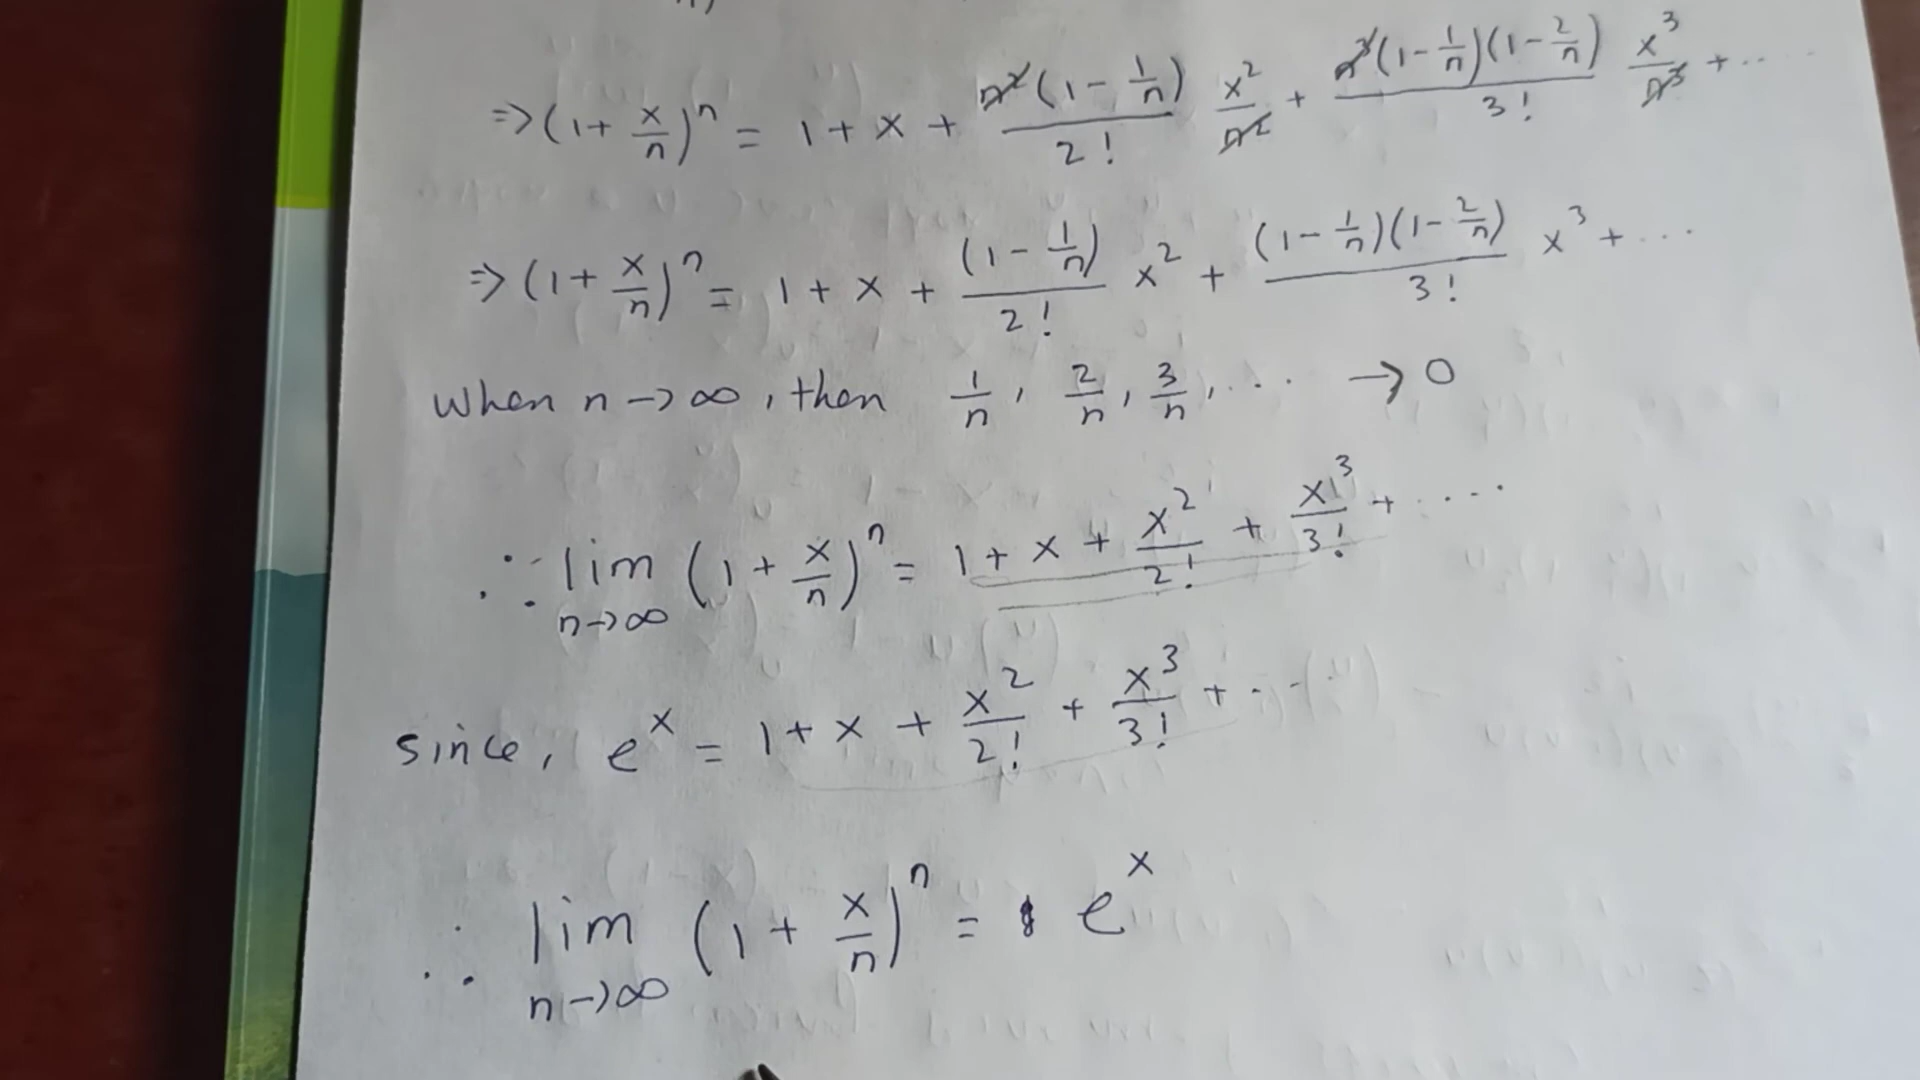 ⇒ (1 + x/n)^n = 1 + x + n²(1 - 1/n)/2! x²/n² + n³(1 - 1/n)(1 - 2/n)/3! x³/n³ + ....
⇒ (1 + x/n)^n = 1 + x + (1 - 1/n)/2! x² + (1 - 1/n)(1 - 2/n)/3! x³ + ...
When n → ∞, then 1/n, 2/n, 3/n, ... → 0
∴ lim n→∞ (1 + x/n)^n = 1 + x + x²/2! + x³/3! + ....
since, e^x = 1 + x + x²/2! + x³/3! + ...
∴ lim n→∞ (1 + x/n)^n = e^x